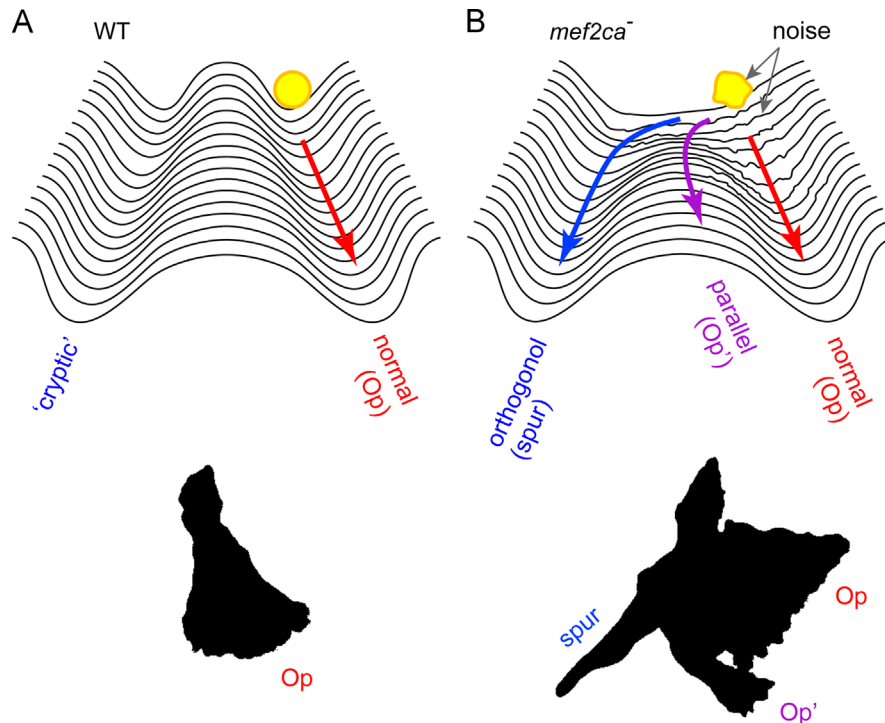 A
WT
'cryptic'
normal
(Op)
Op
B
mef2ca-
noise
orthogonol
(spur)
parallel
(Op')
normal
(Op)
spur
Op
Op'